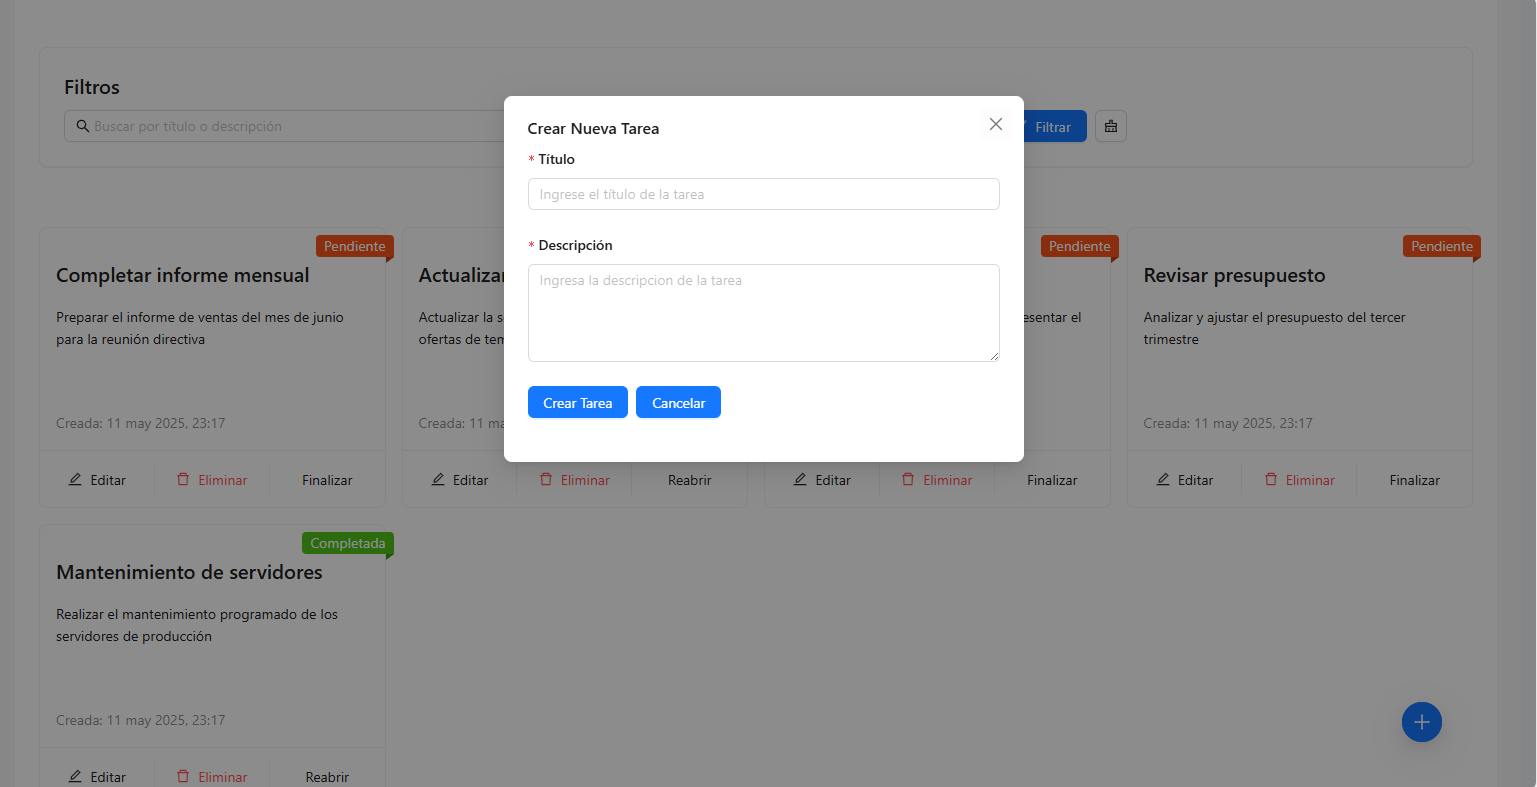 Filtros
Buscar por título o descripción
Filtrar
Crear Nueva Tarea
* Título
Ingrese el título de la tarea
* Descripción
Ingresa la descripcion de la tarea
Crear Tarea Cancelar
Pendiente
Completar informe mensual
Preparar el informe de ventas del mes de junio
para la reunión directiva
Creada: 11 may 2025, 23:17
Editar Eliminar Finalizar
Actualizar la
ofertas de
Creada: 11
Editar Eliminar Reabrir
Pendiente
el
Editar Eliminar Finalizar
Pendiente
Revisar presupuesto
Analizar y ajustar el presupuesto del tercer
trimestre
Creada: 11 may 2025, 23:17
Editar Eliminar Finalizar
Completada
Mantenimiento de servidores
Realizar el mantenimiento programado de los
servidores de producción
Creada: 11 may 2025, 23:17
Editar Eliminar Reabrir